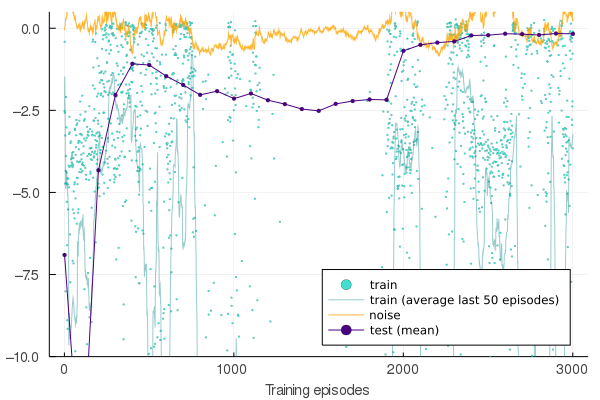 0.0
−2.5
−5.0
−7.5
−10.0
0
1000
2000
3000
Training episodes
train
train (average last 50 episodes)
noise
test (mean)